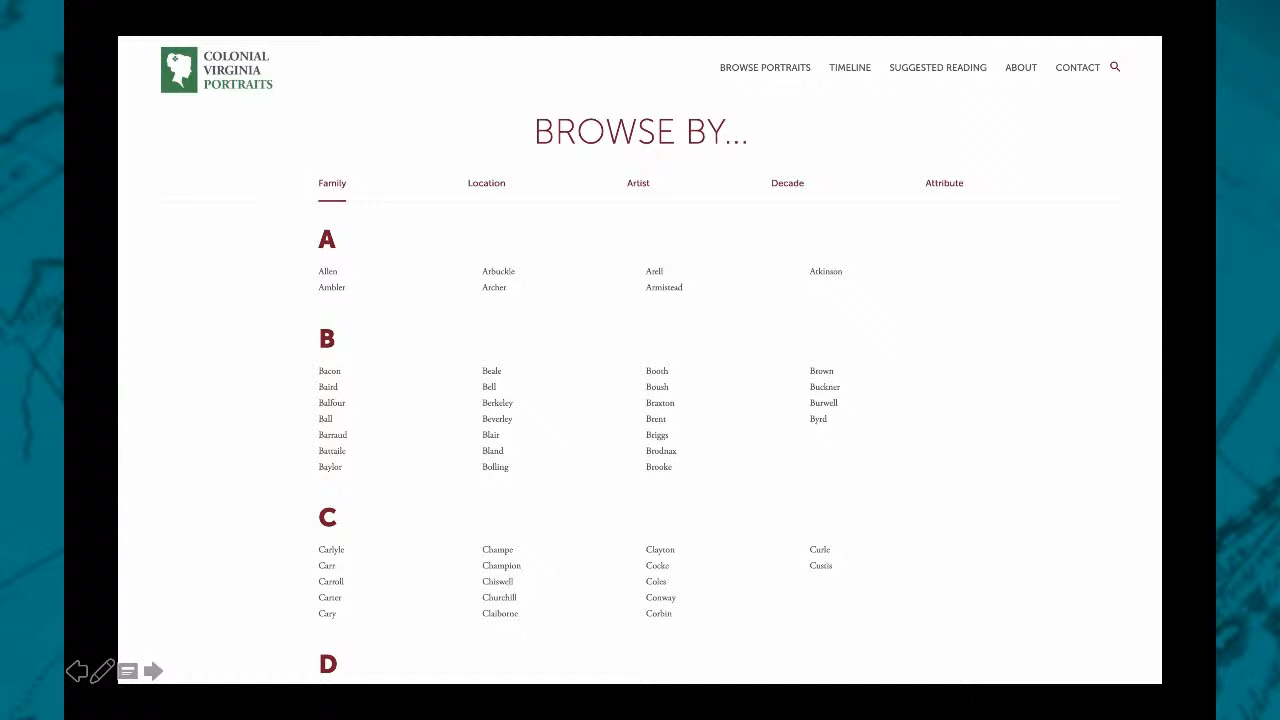 COLONIAL
VIRGINIA
PORTRAITS
BROWSE PORTRAITS TIMELINE SUGGESTED READING ABOUT CONTACT
BROWSE BY...
Family Location Artist Decade Attribute
A
Allen Arbuckle Arell Atkinson
Ambler Archer Armistead
B
Bacon Beale Booth Brown
Baird Bell Boush Buckner
Balfour Berkeley Braxton Burwell
Ball Beverley Brent Byrd
Barraud Blair Briggs
Battaile Bland Brodnax
Baylor Bolling Brooke
C
Carlyle Champe Clayton Curle
Carr Champion Cocke Custis
Carroll Chiswell Coles
Carter Churchill Conway
Cary Claiborne Corbin
D